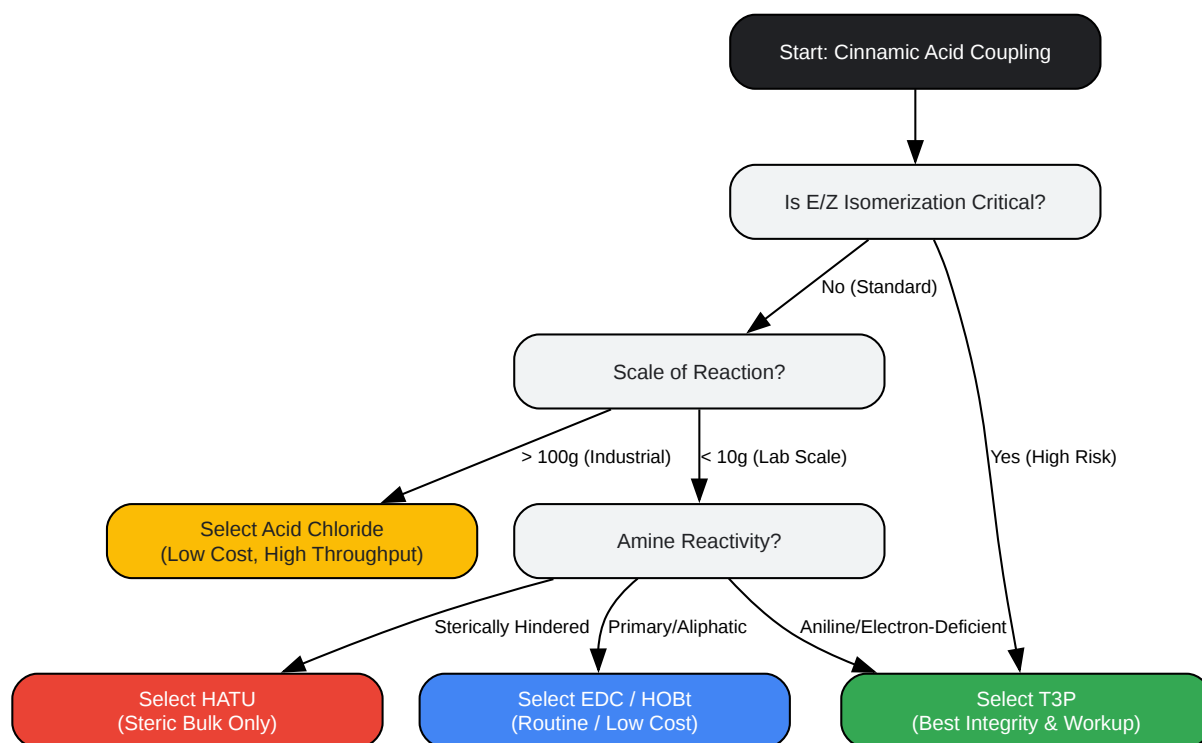 Start: Cinnamic Acid Coupling
Is E/Z Isomerization Critical?
No (Standard)
Scale of Reaction?
> 100g (Industrial)
< 10g (Lab Scale)
Yes (High Risk)
Select Acid Chloride
(Low Cost, High Throughput)
Amine Reactivity?
Sterically Hindered
Primary/Aliphatic
Aniline/Electron-Deficient
Select HATU
(Steric Bulk Only)
Select EDC / HOBt
(Routine / Low Cost)
Select T3P
(Best Integrity & Workup)